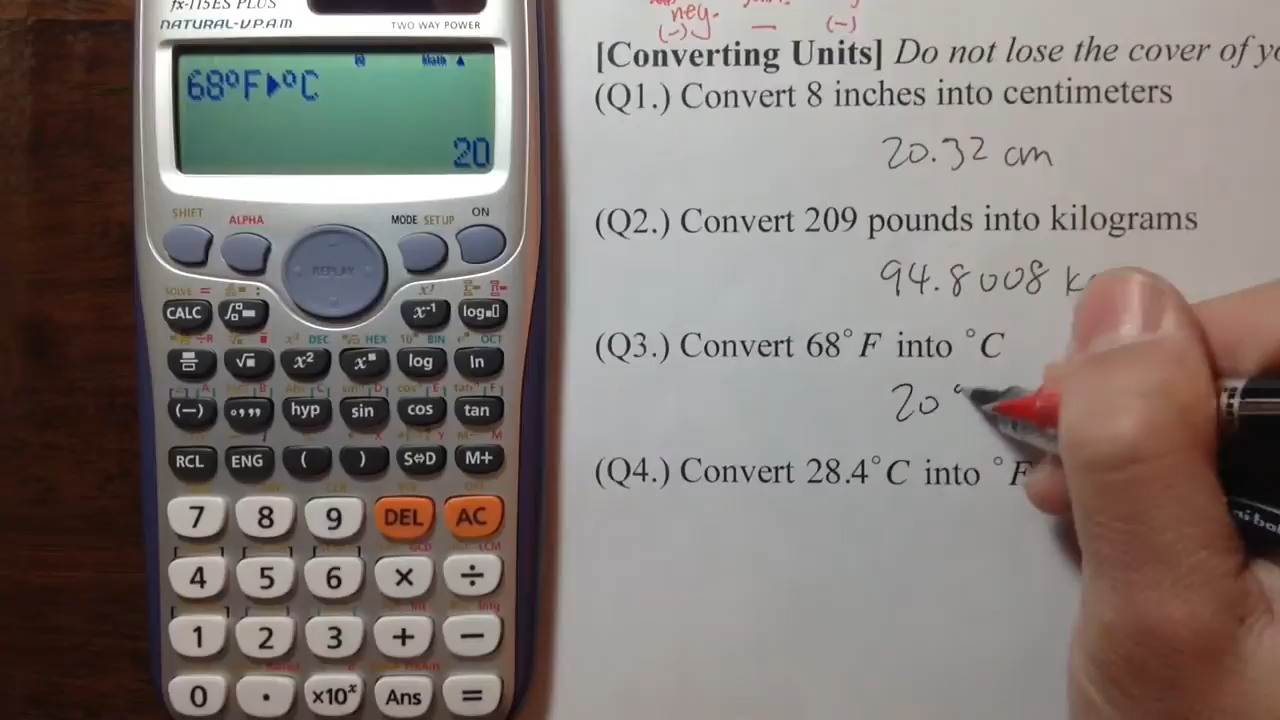 fx-115ES PLUS
NATURAL-V.P.A.M. TWO WAY POWER
Math
68°F▶°C
20
SHIFT ALPHA MODE SETUP ON
REPLAY
SOLVE =
CALC x⁻¹ log
√ x² x log ln
(−) hyp sin cos tan
RCL ENG ( ) S⇔D M+
7 8 9 DEL AC
4 5 6 × ÷
1 2 3 + −
0 . ×10ˣ Ans =
neg.
(-) — (-)
[Converting Units] Do not lose the cover of
(Q1.) Convert 8 inches into centimeters
20.32 cm
(Q2.) Convert 209 pounds into kilograms
94.8008 k
(Q3.) Convert 68°F into °C
20 °
(Q4.) Convert 28.4°C into °F